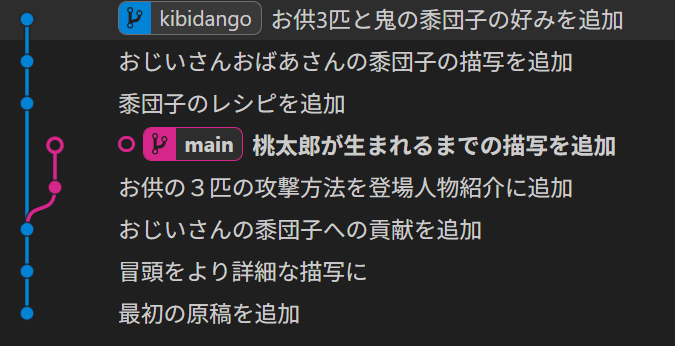 kibidango お供3匹と鬼の黍団子の好みを追加
おじいさんおばあさんの黍団子の描写を追加
黍団子のレシピを追加
main 桃太郎が生まれるまでの描写を追加
お供の３匹の攻撃方法を登場人物紹介に追加
おじいさんの黍団子への貢献を追加
冒頭をより詳細な描写に
最初の原稿を追加